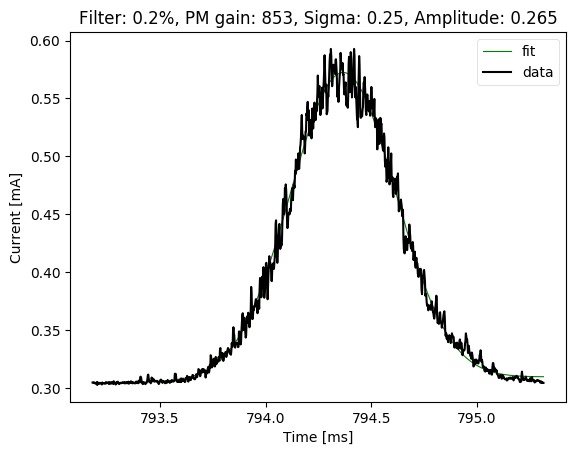 Filter: 0.2%, PM gain: 853, Sigma: 0.25, Amplitude: 0.265
fit
data
0.60
0.55
0.50
0.45
0.40
0.35
0.30
Current [mA]
793.5
794.0
794.5
795.0
Time [ms]